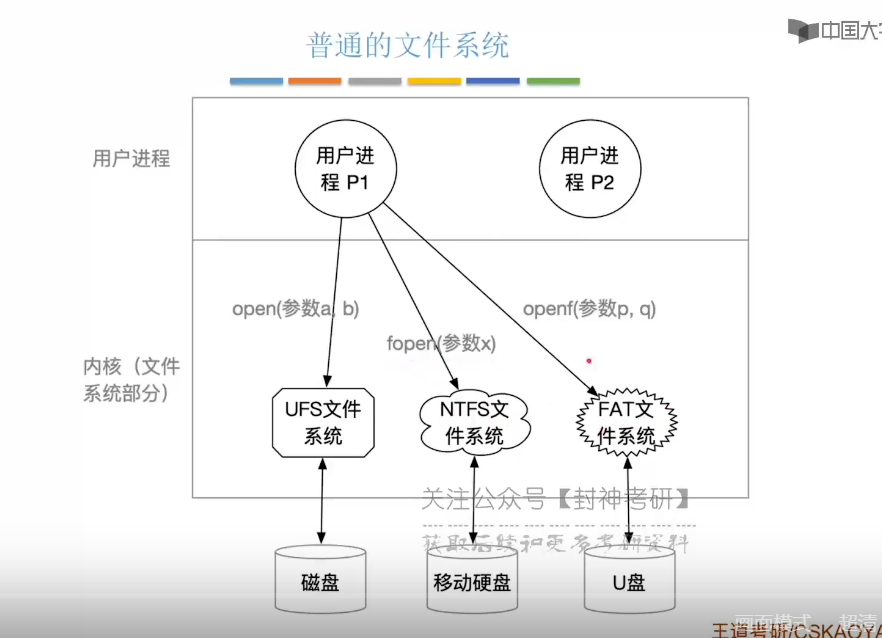 普通的文件系统
中国大
用户进程
用户进
程 P1
用户进
程 P2
open(参数a, b)
openf(参数p, q)
fopen(参数x)
内核（文件
系统部分）
UFS文件
系统
NTFS文
件系统
FAT文
件系统
关注公众号【封神考研】
获取后续和更多考研资料
磁盘
移动硬盘
U盘
画面模式 超清
王道考研/CSKAOYA